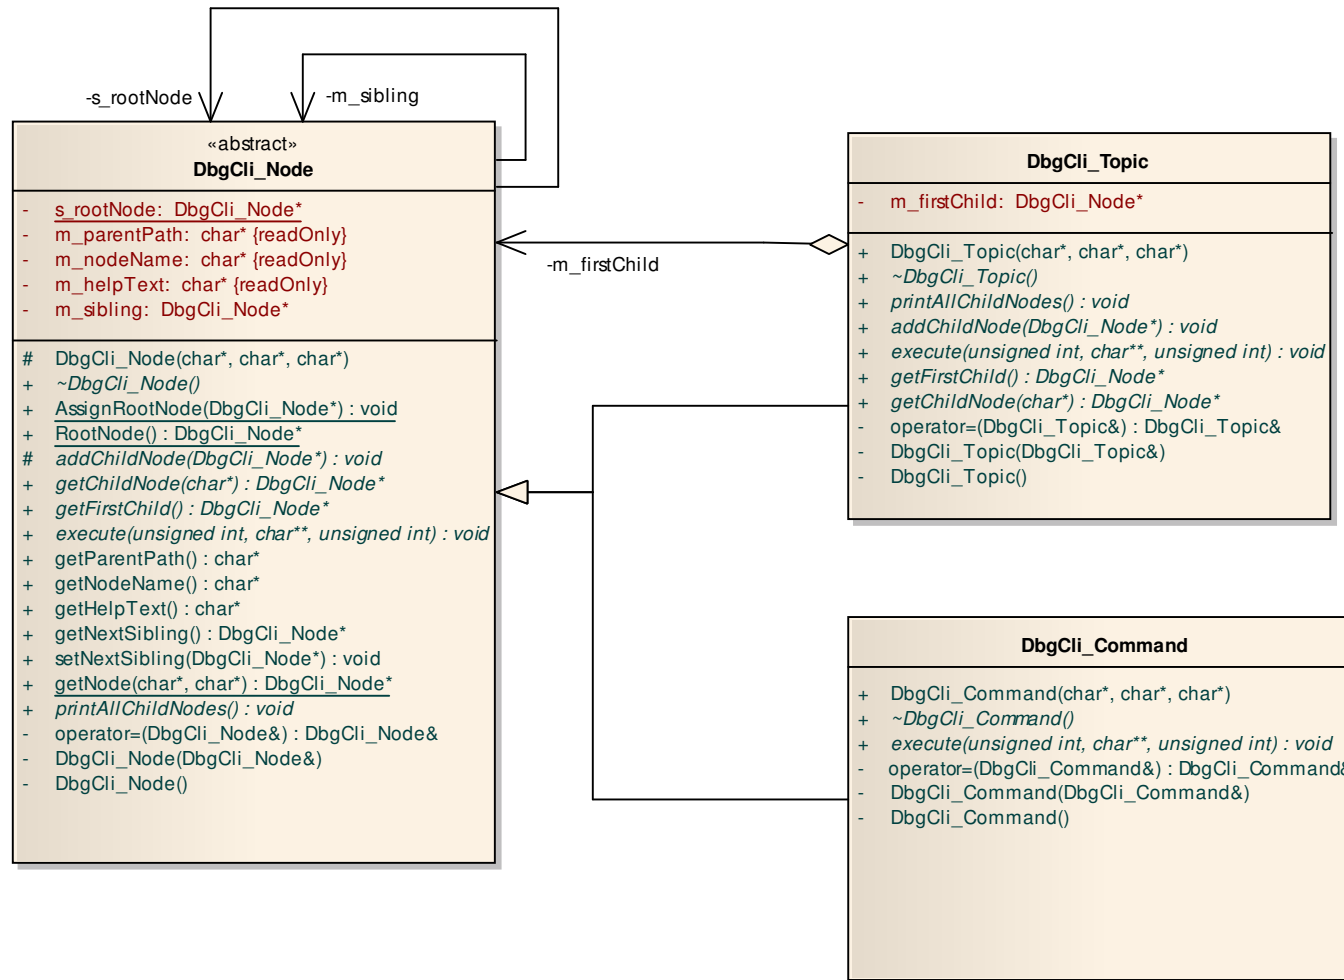 -s_rootNode
-m_sibling
«abstract»
DbgCli_Node
- s_rootNode: DbgCli_Node*
- m_parentPath: char* {readOnly}
- m_nodeName: char* {readOnly}
- m_helpText: char* {readOnly}
- m_sibling: DbgCli_Node*
# DbgCli_Node(char*, char*, char*)
+ ~DbgCli_Node()
+ AssignRootNode(DbgCli_Node*) : void
+ RootNode() : DbgCli_Node*
# addChildNode(DbgCli_Node*) : void
+ getChildNode(char*) : DbgCli_Node*
+ getFirstChild() : DbgCli_Node*
+ execute(unsigned int, char**, unsigned int) : void
+ getParentPath() : char*
+ getNodeName() : char*
+ getHelpText() : char*
+ getNextSibling() : DbgCli_Node*
+ setNextSibling(DbgCli_Node*) : void
+ getNode(char*, char*) : DbgCli_Node*
+ printAllChildNodes() : void
- operator=(DbgCli_Node&) : DbgCli_Node&
- DbgCli_Node(DbgCli_Node&)
- DbgCli_Node()
-m_firstChild
DbgCli_Topic
- m_firstChild: DbgCli_Node*
+ DbgCli_Topic(char*, char*, char*)
+ ~DbgCli_Topic()
+ printAllChildNodes() : void
+ addChildNode(DbgCli_Node*) : void
+ execute(unsigned int, char**, unsigned int) : void
+ getFirstChild() : DbgCli_Node*
+ getChildNode(char*) : DbgCli_Node*
- operator=(DbgCli_Topic&) : DbgCli_Topic&
- DbgCli_Topic(DbgCli_Topic&)
- DbgCli_Topic()
DbgCli_Command
+ DbgCli_Command(char*, char*, char*)
+ ~DbgCli_Command()
+ execute(unsigned int, char**, unsigned int) : void
- operator=(DbgCli_Command&) : DbgCli_Command&
- DbgCli_Command(DbgCli_Command&)
- DbgCli_Command()